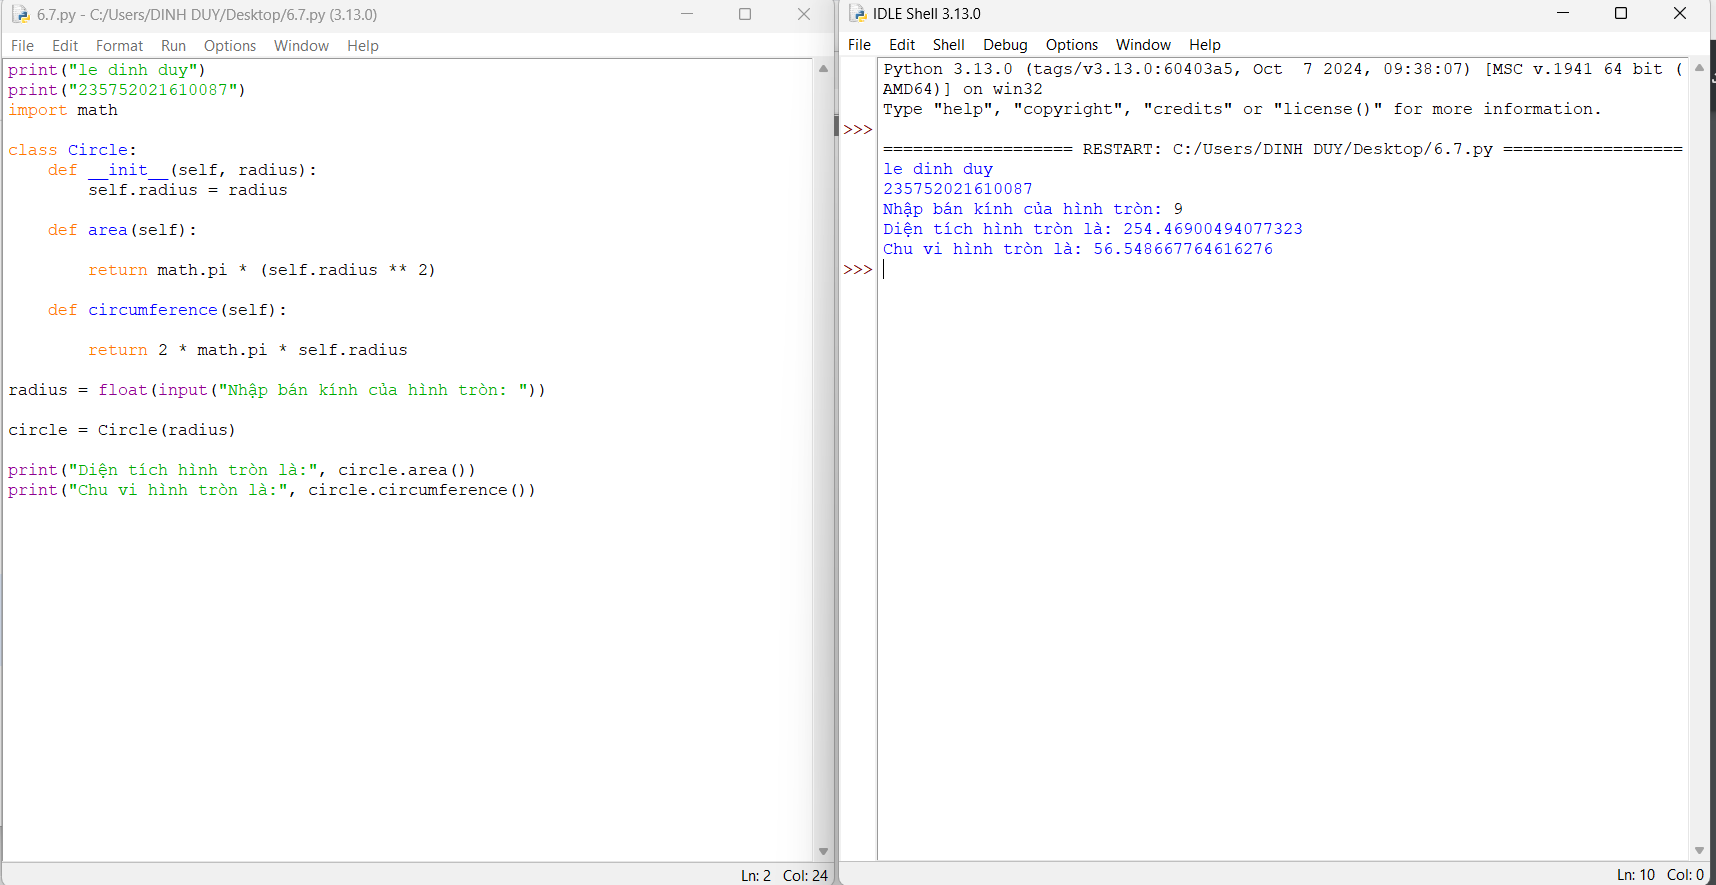 6.7.py - C:/Users/DINH DUY/Desktop/6.7.py (3.13.0)
File Edit Format Run Options Window Help
print("le dinh duy")
print("235752021610087")
import math
class Circle:
    def __init__(self, radius):
        self.radius = radius
    def area(self):
        return math.pi * (self.radius ** 2)
    def circumference(self):
        return 2 * math.pi * self.radius
radius = float(input("Nhập bán kính của hình tròn: "))
circle = Circle(radius)
print("Diện tích hình tròn là:", circle.area())
print("Chu vi hình tròn là:", circle.circumference())
Ln: 2 Col: 24
IDLE Shell 3.13.0
File Edit Shell Debug Options Window Help
Python 3.13.0 (tags/v3.13.0:60403a5, Oct  7 2024, 09:38:07) [MSC v.1941 64 bit (
AMD64)] on win32
Type "help", "copyright", "credits" or "license()" for more information.
>>>
=================== RESTART: C:/Users/DINH DUY/Desktop/6.7.py ==================
le dinh duy
235752021610087
Nhập bán kính của hình tròn: 9
Diện tích hình tròn là: 254.46900494077323
Chu vi hình tròn là: 56.548667764616276
>>>
Ln: 10 Col: 0